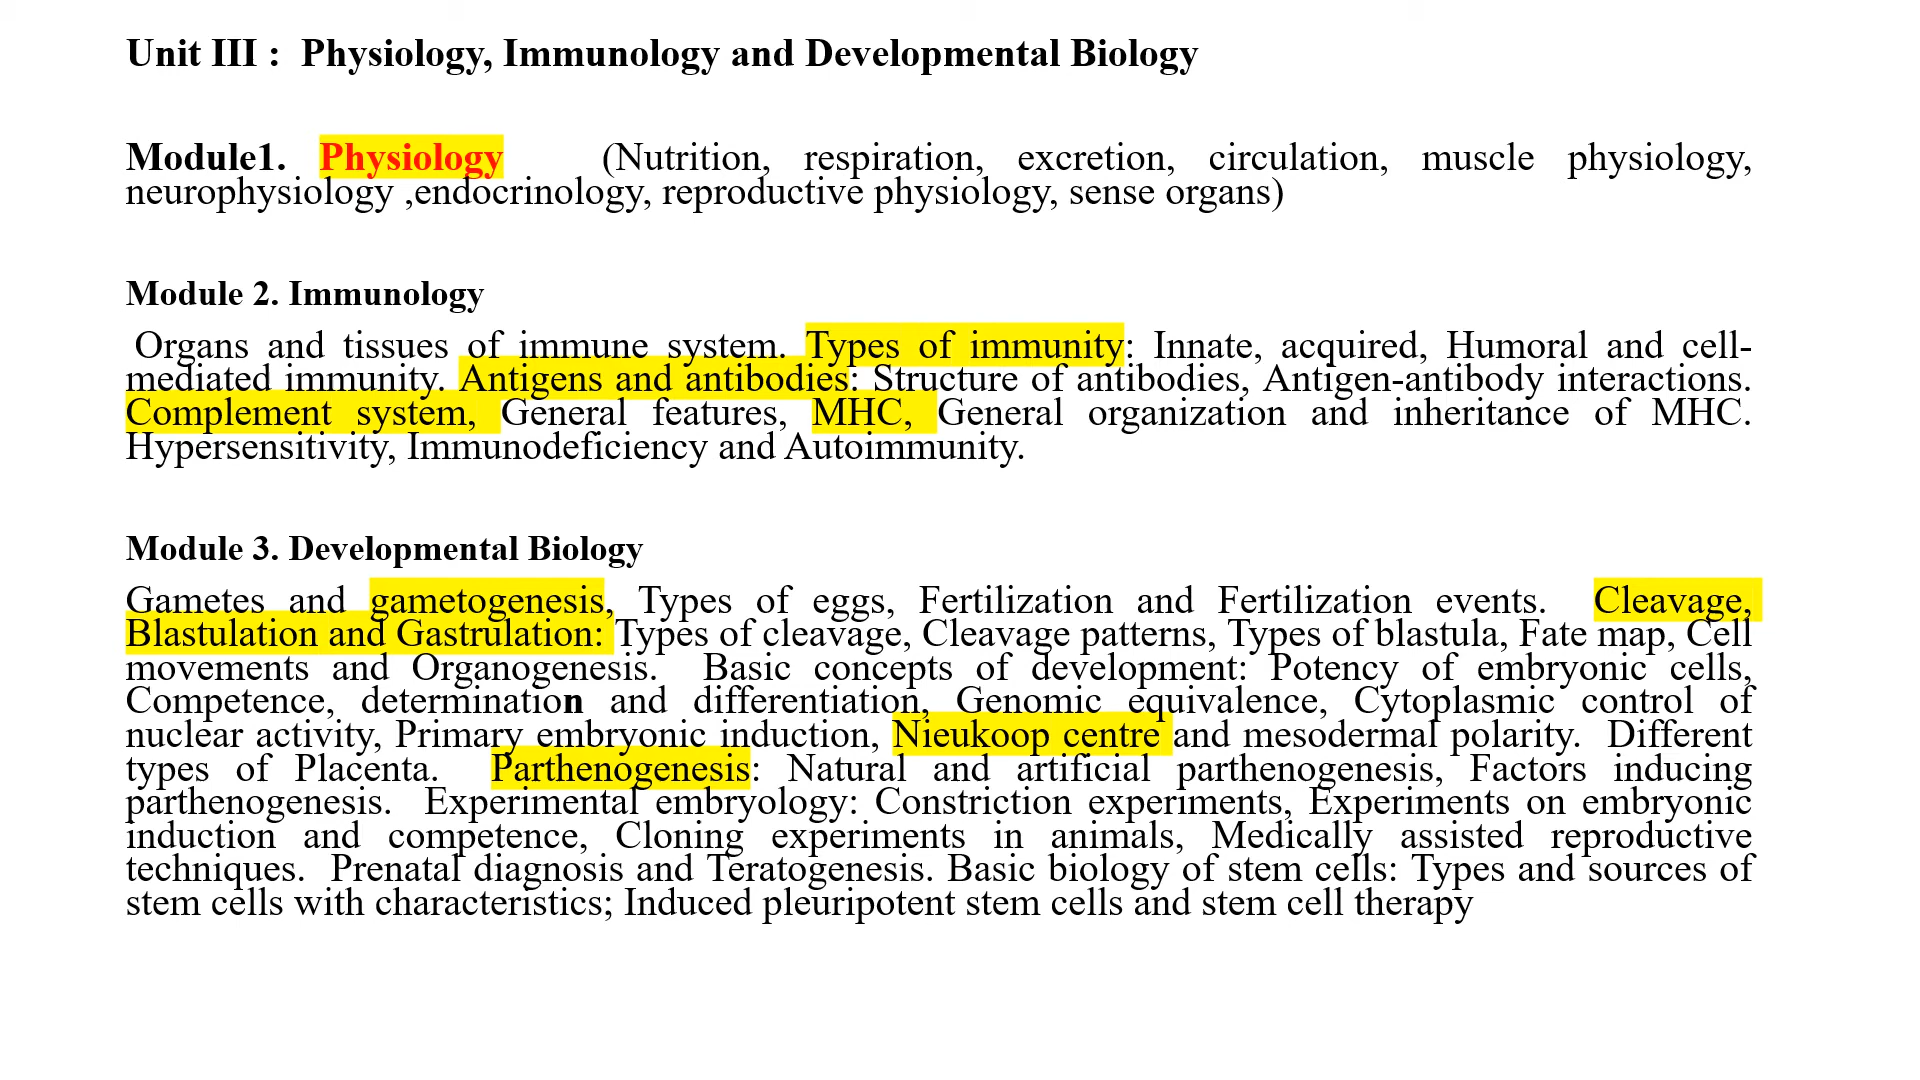 Unit III :  Physiology, Immunology and Developmental Biology
Module1. Physiology (Nutrition, respiration, excretion, circulation, muscle physiology,
neurophysiology ,endocrinology, reproductive physiology, sense organs)
Module 2. Immunology
Organs and tissues of immune system. Types of immunity: Innate, acquired, Humoral and cell-
mediated immunity. Antigens and antibodies: Structure of antibodies, Antigen-antibody interactions.
Complement system, General features, MHC, General organization and inheritance of MHC.
Hypersensitivity, Immunodeficiency and Autoimmunity.
Module 3. Developmental Biology
Gametes and gametogenesis, Types of eggs, Fertilization and Fertilization events. Cleavage,
Blastulation and Gastrulation: Types of cleavage, Cleavage patterns, Types of blastula, Fate map, Cell
movements and Organogenesis. Basic concepts of development: Potency of embryonic cells,
Competence, determination and differentiation, Genomic equivalence, Cytoplasmic control of
nuclear activity, Primary embryonic induction, Nieukoop centre and mesodermal polarity. Different
types of Placenta. Parthenogenesis: Natural and artificial parthenogenesis, Factors inducing
parthenogenesis. Experimental embryology: Constriction experiments, Experiments on embryonic
induction and competence, Cloning experiments in animals, Medically assisted reproductive
techniques. Prenatal diagnosis and Teratogenesis. Basic biology of stem cells: Types and sources of
stem cells with characteristics; Induced pleuripotent stem cells and stem cell therapy